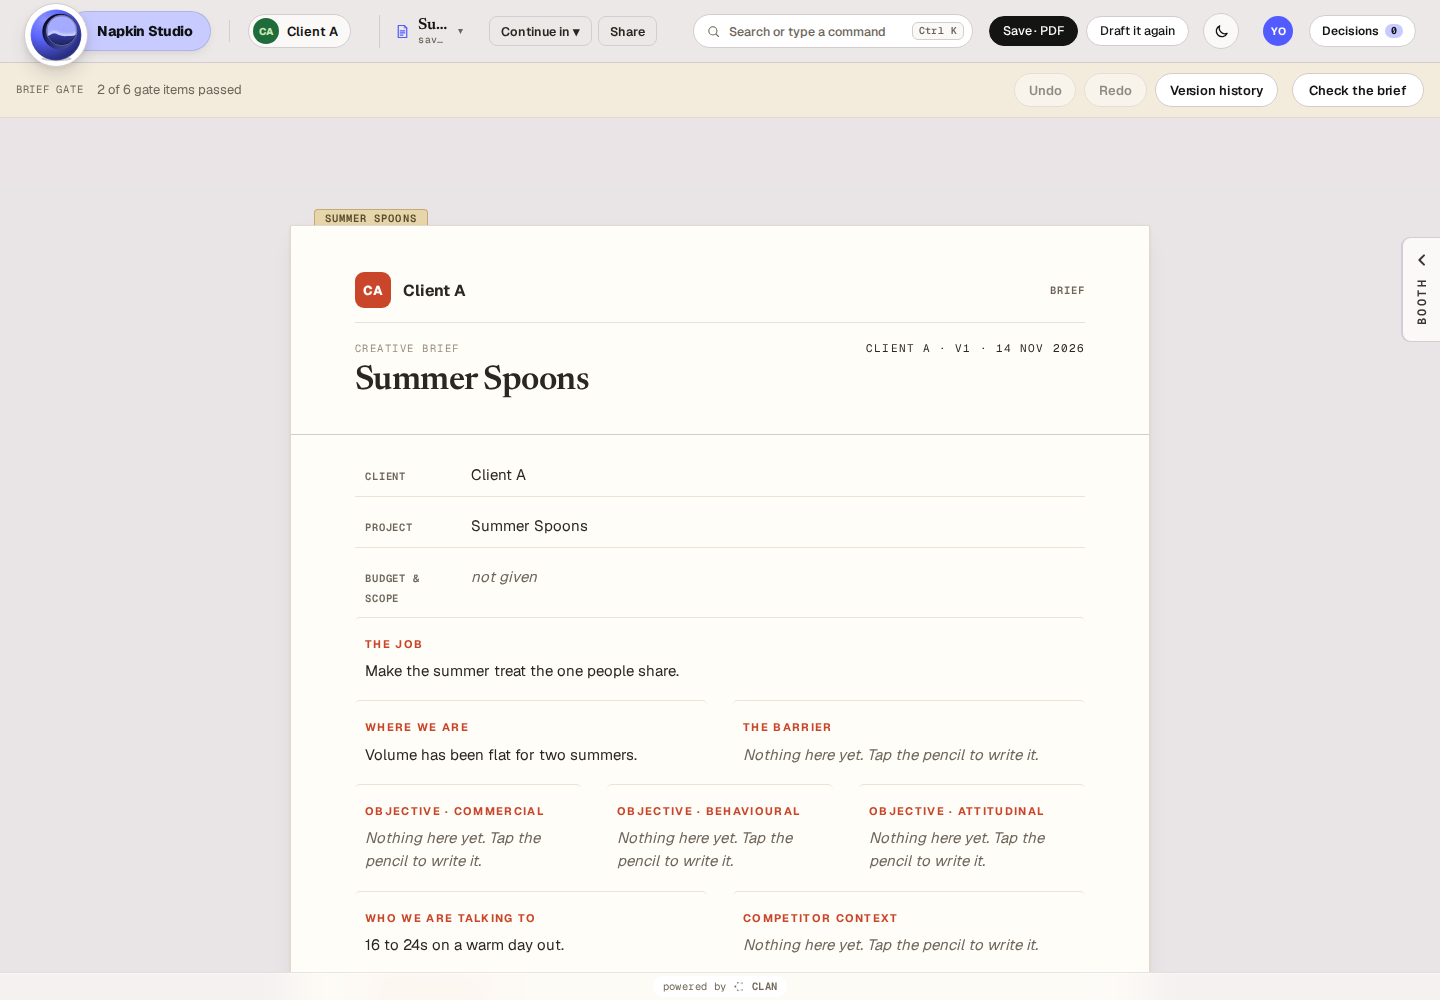 Napkin Studio
CA Client A
Su...
sav...
Continue in ▾
Share
Search or type a command Ctrl K
Save · PDF
Draft it again
YO
Decisions 0
BRIEF GATE 2 of 6 gate items passed
Undo
Redo
Version history
Check the brief
SUMMER SPOONS
CA Client A
BRIEF
CREATIVE BRIEF
CLIENT A · V1 · 14 NOV 2026
Summer Spoons
BOOTH
CLIENT Client A
PROJECT Summer Spoons
BUDGET & SCOPE not given
THE JOB
Make the summer treat the one people share.
WHERE WE ARE
Volume has been flat for two summers.
THE BARRIER
Nothing here yet. Tap the pencil to write it.
OBJECTIVE · COMMERCIAL
Nothing here yet. Tap the
pencil to write it.
OBJECTIVE · BEHAVIOURAL
Nothing here yet. Tap the
pencil to write it.
OBJECTIVE · ATTITUDINAL
Nothing here yet. Tap the
pencil to write it.
WHO WE ARE TALKING TO
16 to 24s on a warm day out.
COMPETITOR CONTEXT
Nothing here yet. Tap the pencil to write it.
powered by CLAN